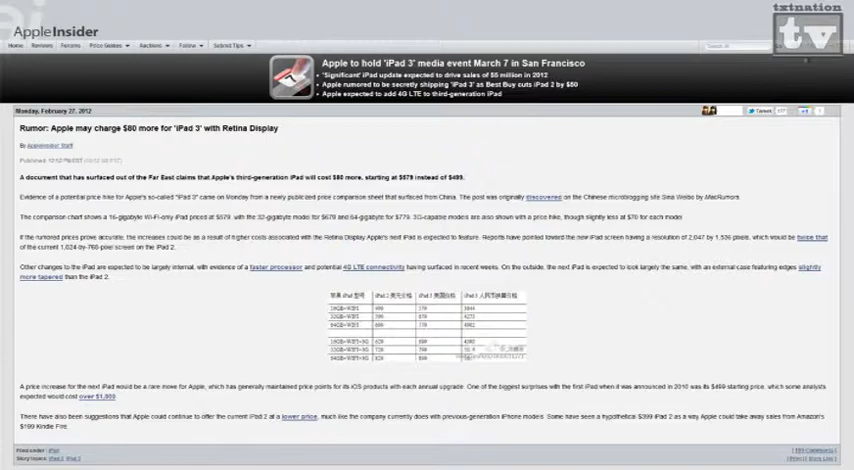 txtnation
tv
AppleInsider
Home Reviews Forums Price Guides Auctions Follow Submit Tips
Apple to hold 'iPad 3' media event March 7 in San Francisco
'Significant' iPad update expected to drive sales of 55 million in 2012
Apple rumored to be secretly shipping 'iPad 3' as Best Buy cuts iPad 2 by $50
Apple expected to add 4G LTE to third-generation iPad
Monday, February 27, 2012
Tweet
Rumor: Apple may charge $80 more for 'iPad 3' with Retina Display
By AppleInsider Staff
Published:
A document that has surfaced out of the Far East claims that Apple's third-generation iPad will cost $80 more, starting at $579 instead of $499.
Evidence of a potential price hike for Apple's so-called "iPad 3" came on Monday from a newly publicized price comparison sheet that surfaced from China. The post was originally discovered on the Chinese microblogging site Sina Weibo by MacRumors.
The comparison chart shows a 16-gigabyte Wi-Fi-only iPad priced at $579, with the 32-gigabyte model for $679 and 64-gigabyte for $779. 3G-capable models are also shown with a price hike, though slightly less at $70 for each model
If the rumored prices prove accurate, the increases could be as a result of higher costs associated with the Retina Display Apple's next iPad is expected to feature. Reports have pointed toward the new iPad screen having a resolution of 2,047 by 1,536 pixels, which would be twice that
of the current 1,024-by-768-pixel screen on the iPad 2.
Other changes to the iPad are expected to be largely internal, with evidence of a faster processor and potential 4G LTE connectivity having surfaced in recent weeks. On the outside, the next iPad is expected to look largely the same, with an external case featuring edges slightly
more tapered than the iPad 2.
A price increase for the next iPad would be a rare move for Apple, which has generally maintained price points for its iOS products with each annual upgrade. One of the biggest surprises with the first iPad when it was announced in 2010 was its $499 starting price, which some analysts
expected would cost over $1,000
There have also been suggestions that Apple could continue to offer the current iPad 2 at a lower price, much like the company currently does with previous-generation iPhone models. Some have seen a hypothetical $399 iPad 2 as a way Apple could take away sales from Amazon's
$199 Kindle Fire.
Filed under: iPad
Story topics: iPad 2 iPad 3